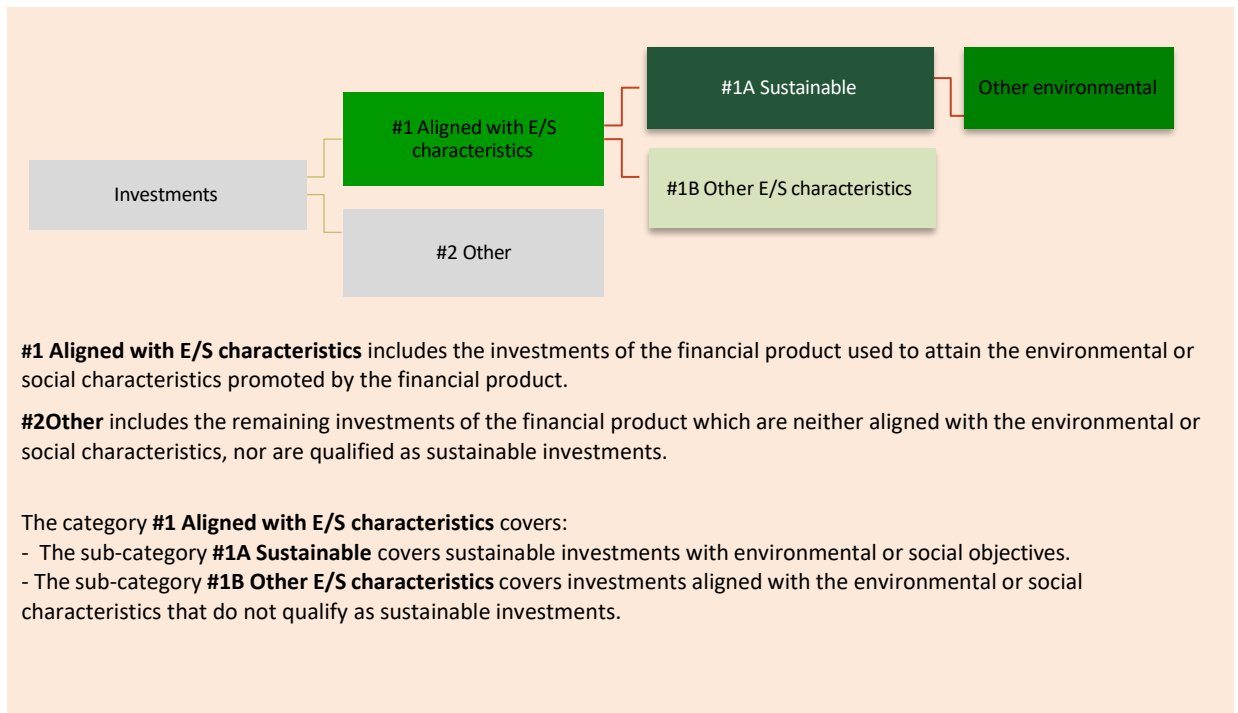 #1A Sustainable
Other environmental
#1 Aligned with E/S
characteristics
#1B Other E/S characteristics
Investments
#2 Other
#1 Aligned with E/S characteristics includes the investments of the financial product used to attain the environmental or
social characteristics promoted by the financial product.
#2Other includes the remaining investments of the financial product which are neither aligned with the environmental or
social characteristics, nor are qualified as sustainable investments.
The category #1 Aligned with E/S characteristics covers:
- The sub-category #1A Sustainable covers sustainable investments with environmental or social objectives.
- The sub-category #1B Other E/S characteristics covers investments aligned with the environmental or social
characteristics that do not qualify as sustainable investments.